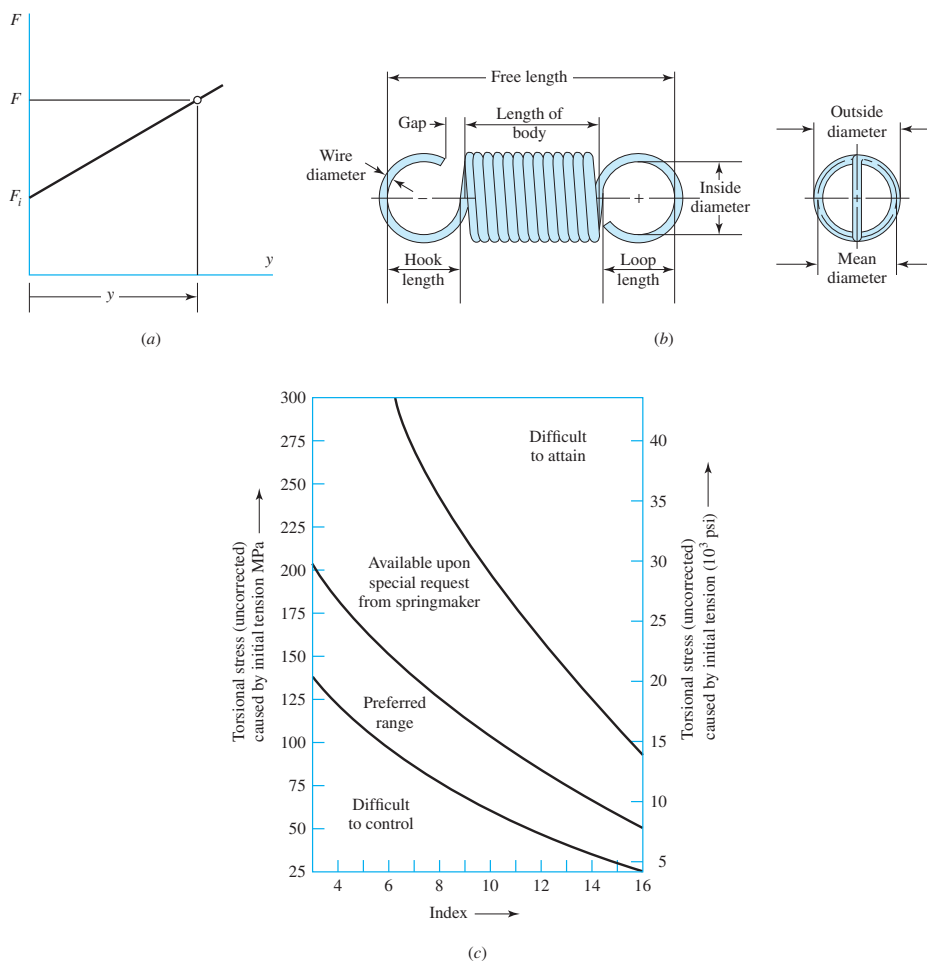 F
F
F_i
y
y
(a)
Free length
Gap
Length of
body
Wire
diameter
Inside
diameter
Hook
length
Loop
length
+
(b)
Outside
diameter
+
Mean
diameter
Torsional stress (uncorrected)
caused by initial tension MPa
300
275
250
225
200
175
150
125
100
75
50
25
Difficult
to attain
Available upon
special request
from springmaker
Preferred
range
Difficult
to control
40
35
30
25
20
15
10
5
Torsional stress (uncorrected)
caused by initial tension (10³ psi)
4 6 8 10 12 14 16
Index
(c)